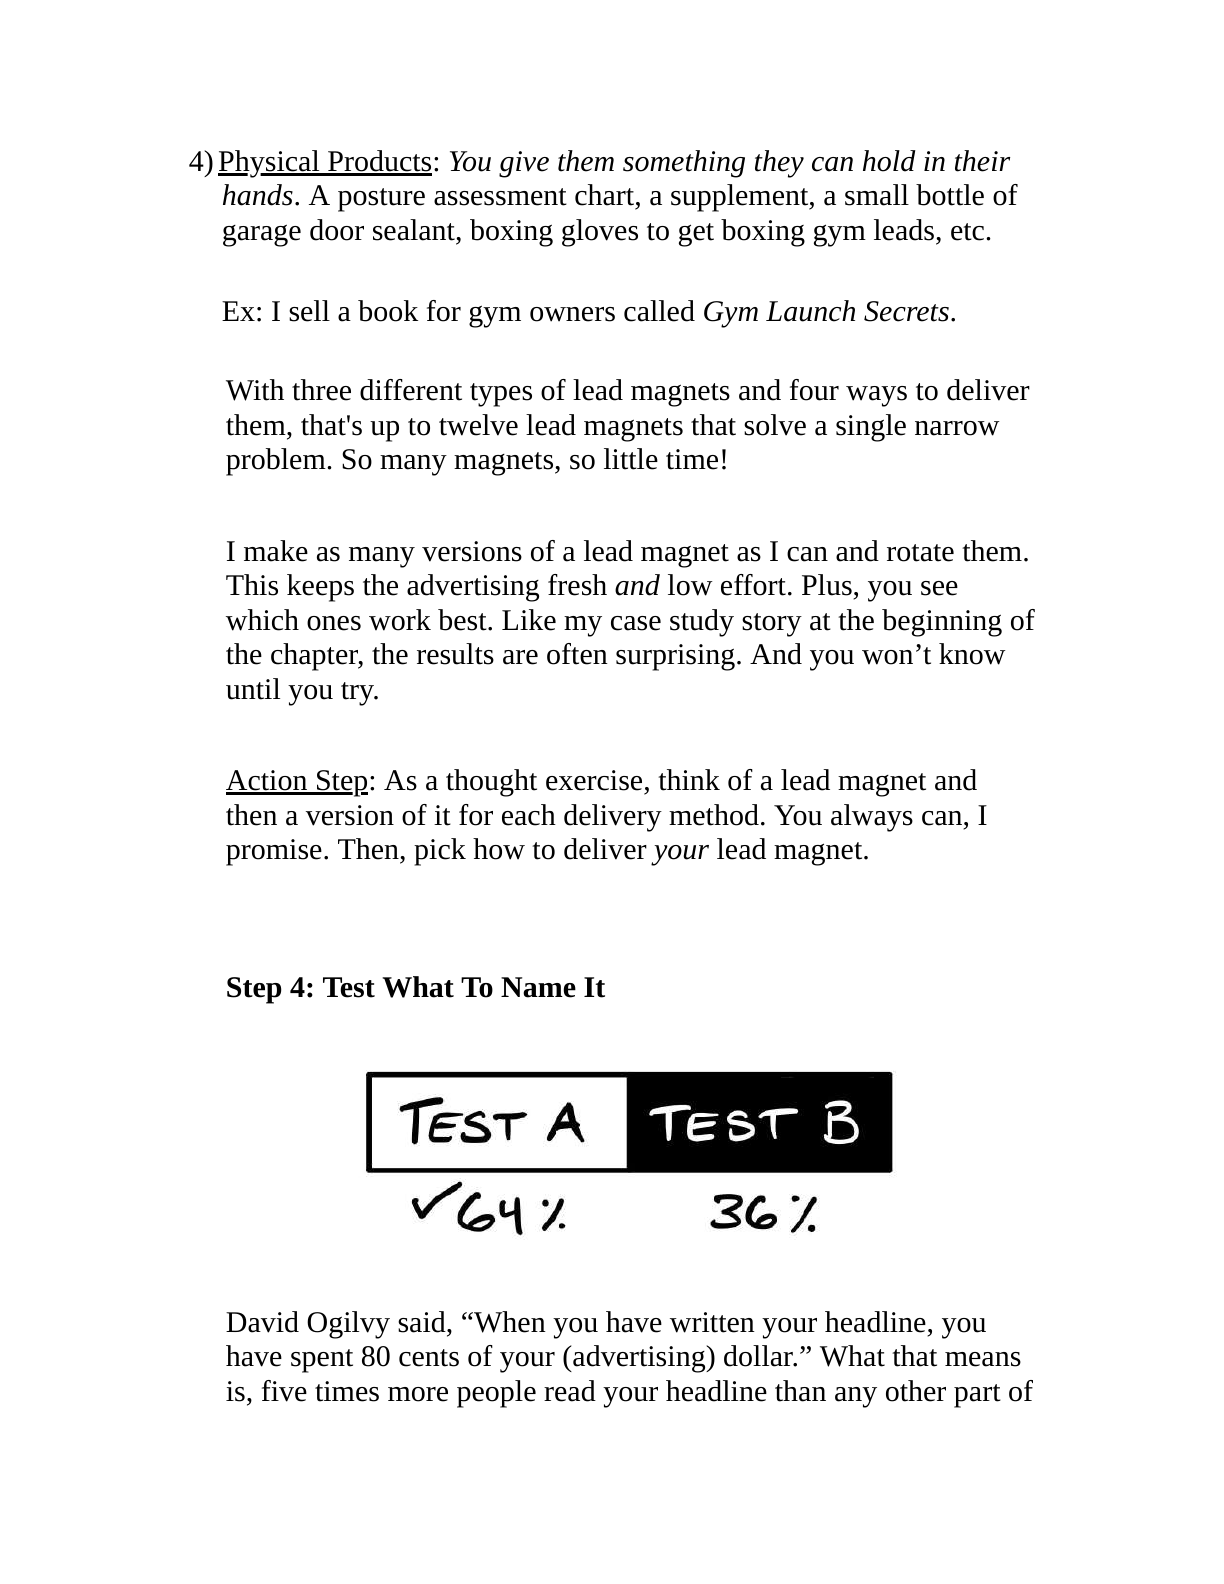 4) Physical Products: You give them something they can hold in their
hands. A posture assessment chart, a supplement, a small bottle of
garage door sealant, boxing gloves to get boxing gym leads, etc.
Ex: I sell a book for gym owners called Gym Launch Secrets.
With three different types of lead magnets and four ways to deliver
them, that's up to twelve lead magnets that solve a single narrow
problem. So many magnets, so little time!
I make as many versions of a lead magnet as I can and rotate them.
This keeps the advertising fresh and low effort. Plus, you see
which ones work best. Like my case study story at the beginning of
the chapter, the results are often surprising. And you won’t know
until you try.
Action Step: As a thought exercise, think of a lead magnet and
then a version of it for each delivery method. You always can, I
promise. Then, pick how to deliver your lead magnet.
Step 4: Test What To Name It
TEST A TEST B
✓64% 36%
David Ogilvy said, “When you have written your headline, you
have spent 80 cents of your (advertising) dollar.” What that means
is, five times more people read your headline than any other part of